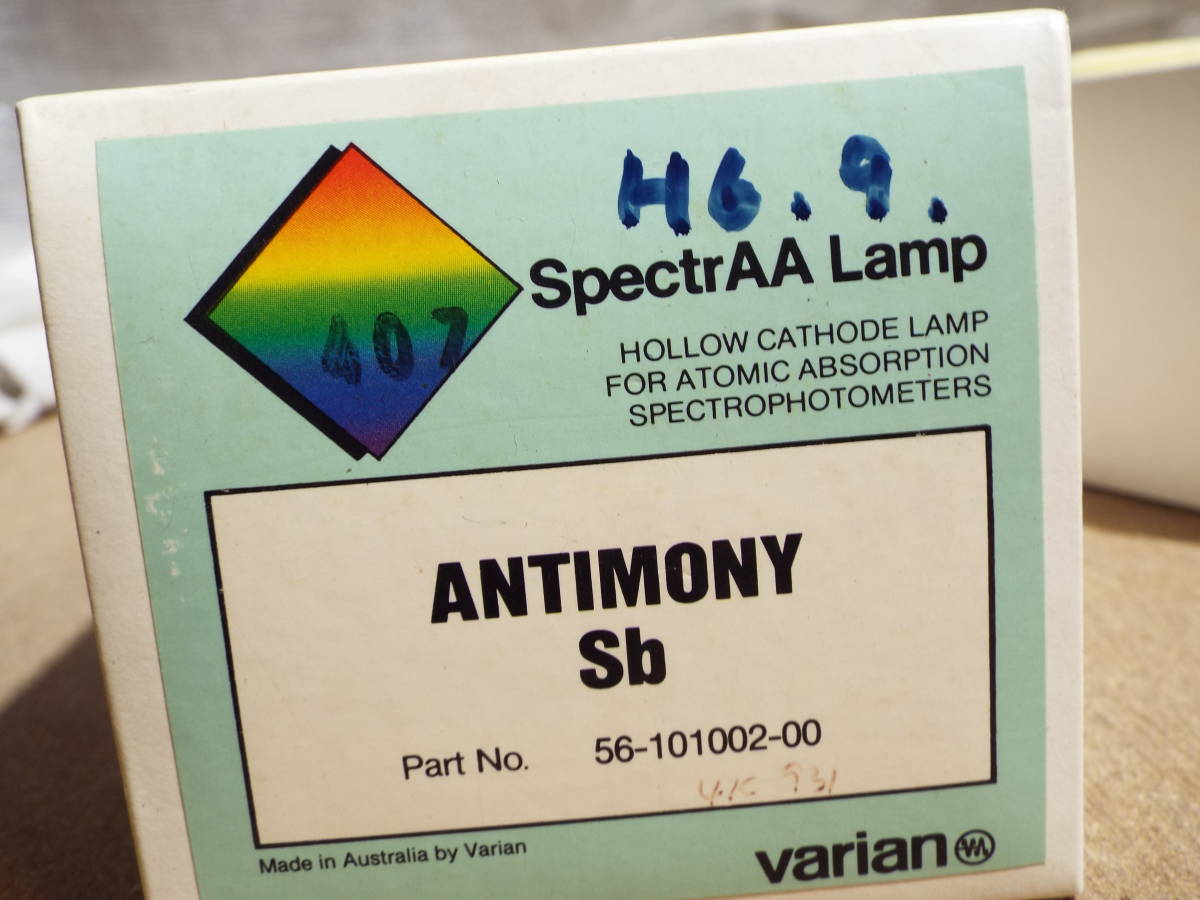 H6.9.
SpectrAA Lamp
407
HOLLOW CATHODE LAMP
FOR ATOMIC ABSORPTION
SPECTROPHOTOMETERS
ANTIMONY
Sb
Part No. 56-101002-00
931
Made in Australia by Varian
varian